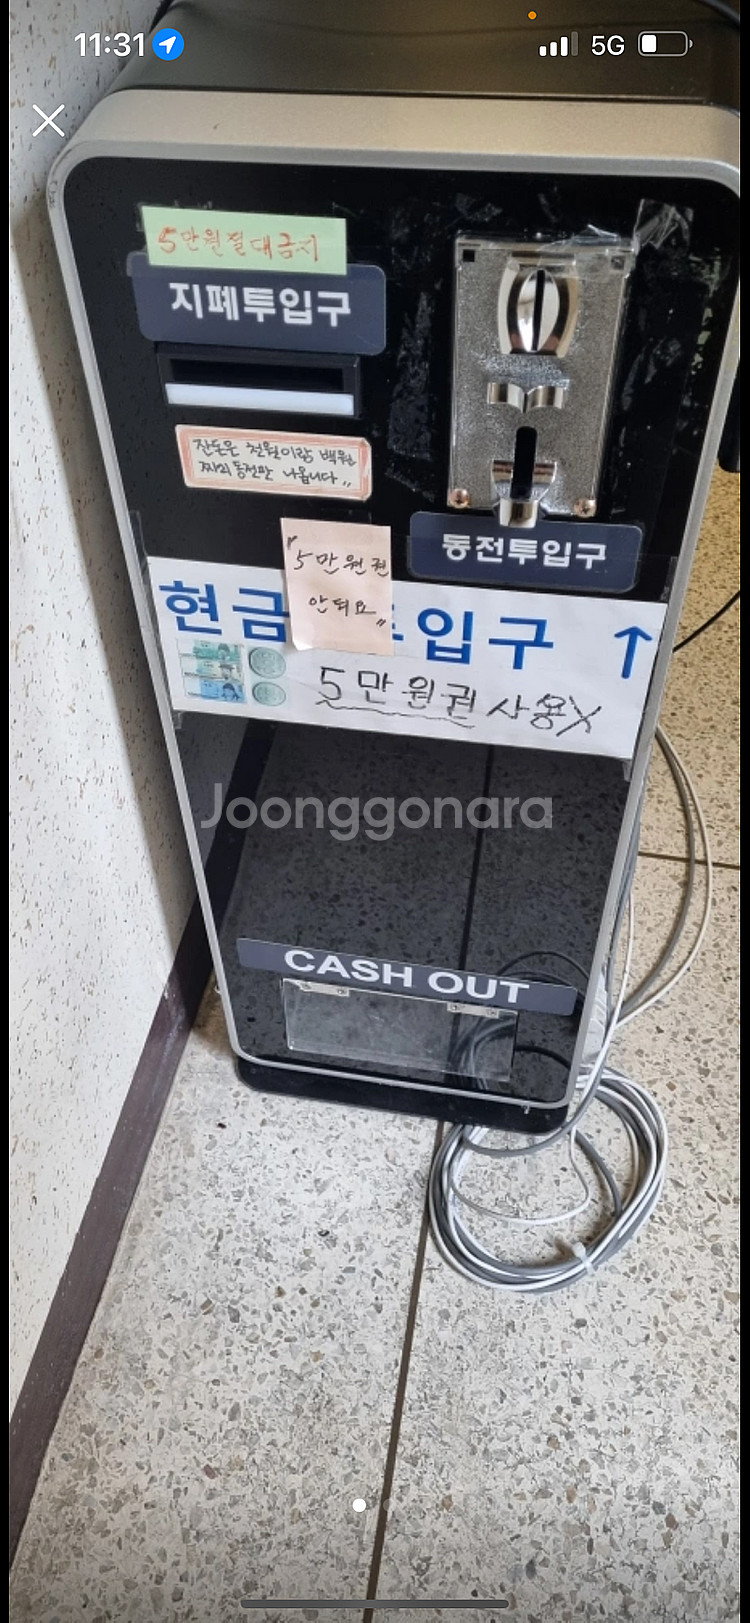 11:31
5G
5만원절대금지
지폐투입구
잔돈은 천원이랑 백원
짜리 동전만 나옵니다〃
"5만원권
안돼요"
동전투입구
현금 투입구 ↑
5만원권 사용X
Joonggonara
CASH OUT